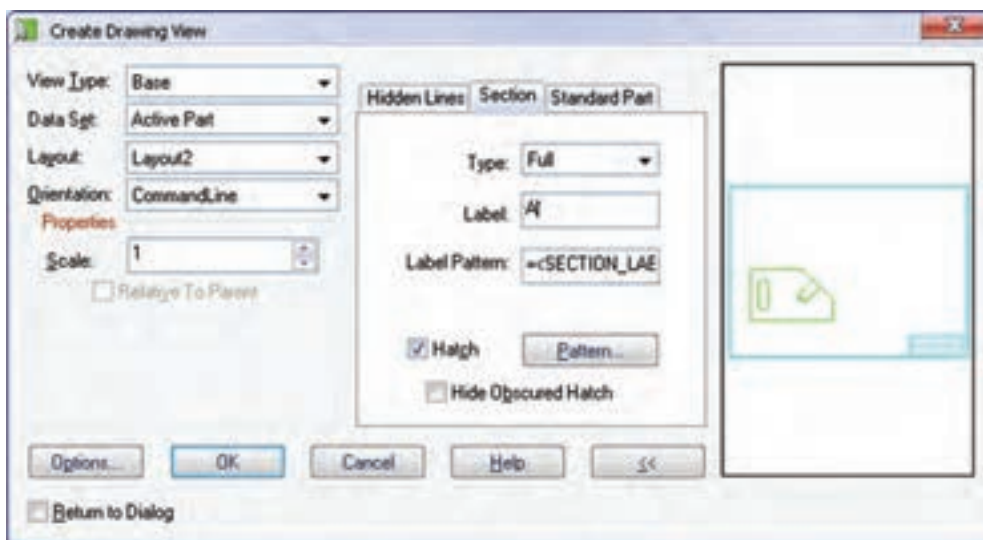 Create Drawing View
View Type: Base
Data Set: Active Part
Layout: Layout2
Orientation: CommandLine
Properties
Scale: 1
Relative To Parent
Hidden Lines Section Standard Part
Type: Full
Label: A
Label Pattern: =<SECTION_LAE
Hatch Pattern...
Hide Obscured Hatch
Options... OK Cancel Help <<
Return to Dialog